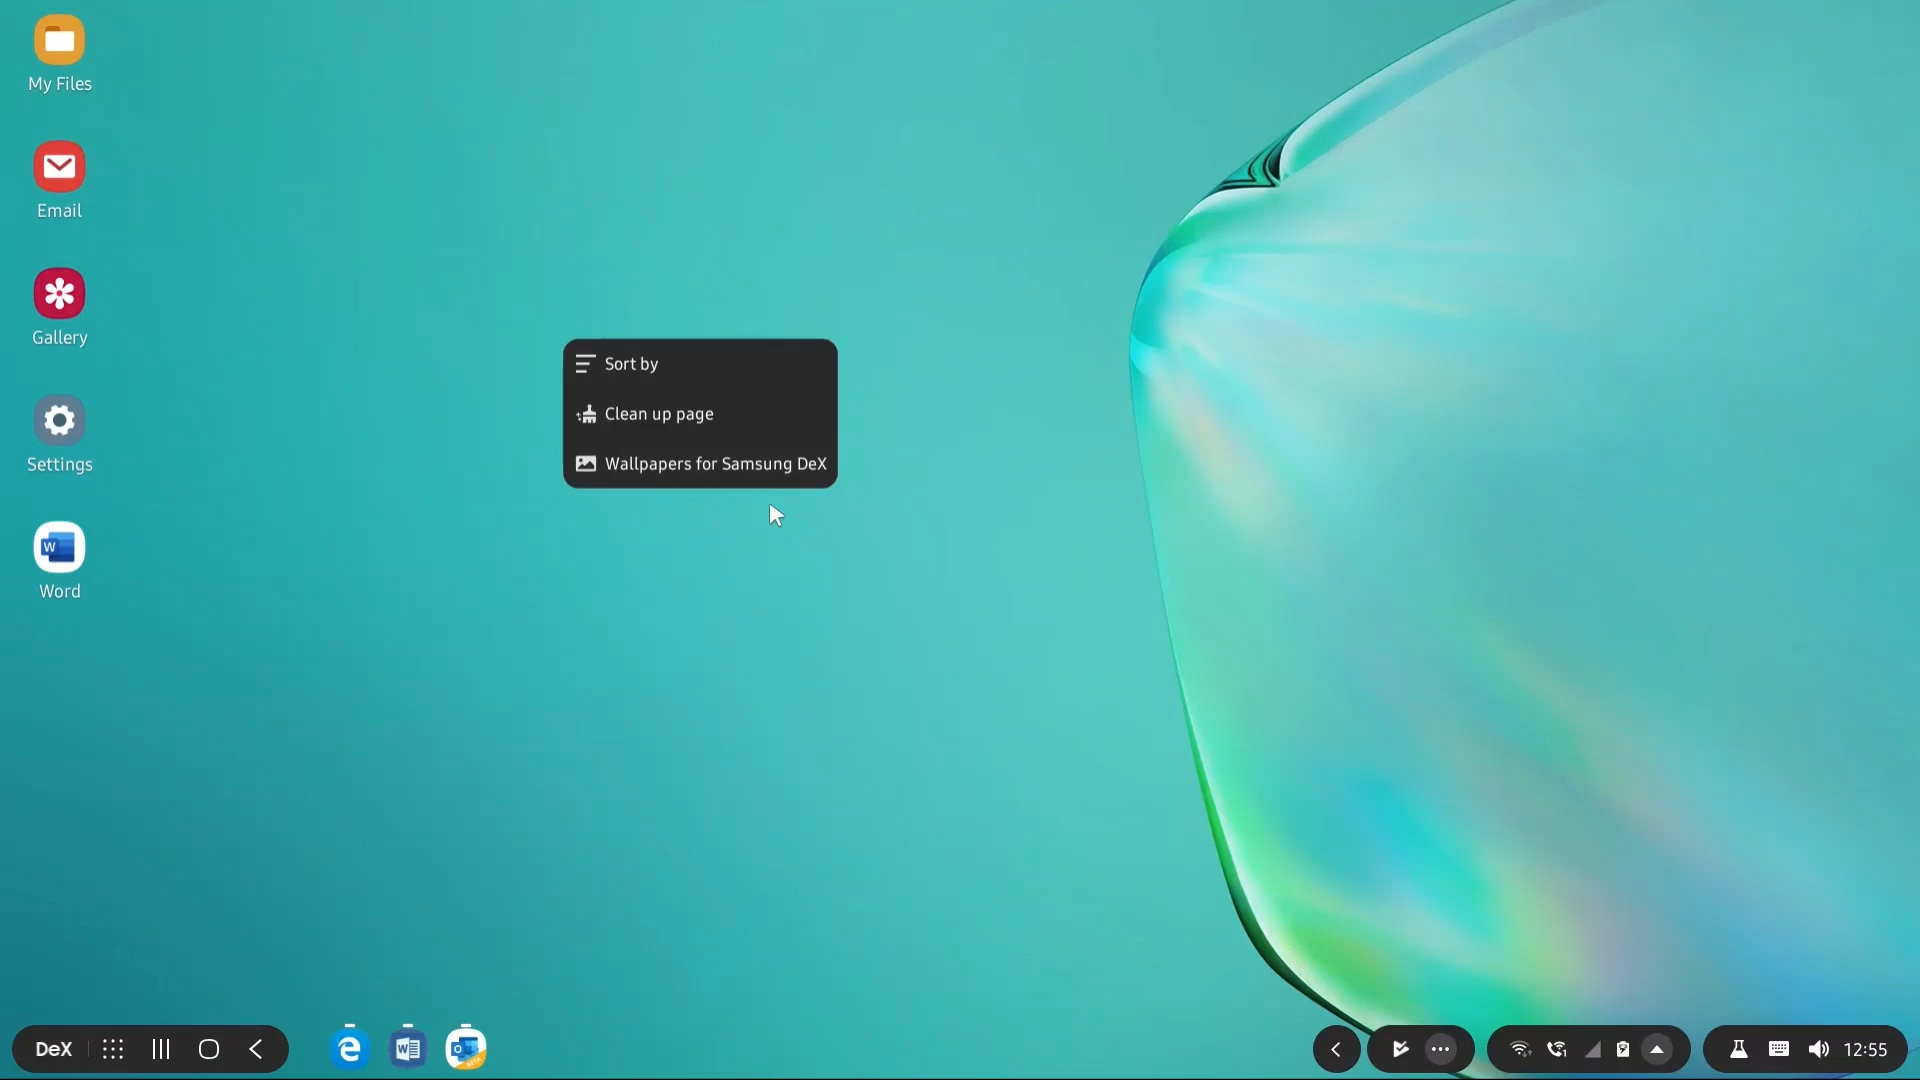 My Files
Email
Gallery
Settings
Word
Sort by
Clean up page
Wallpapers for Samsung DeX
DeX
12:55